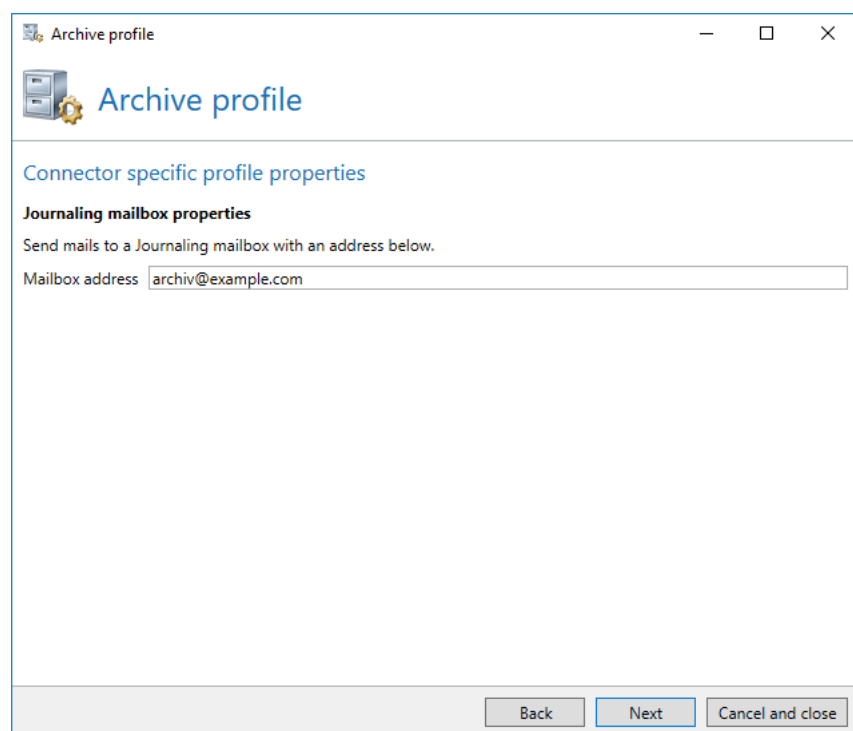 Archive profile
Archive profile
Connector specific profile properties
Journaling mailbox properties
Send mails to a Journaling mailbox with an address below.
Mailbox address archiv@example.com
Back Next Cancel and close